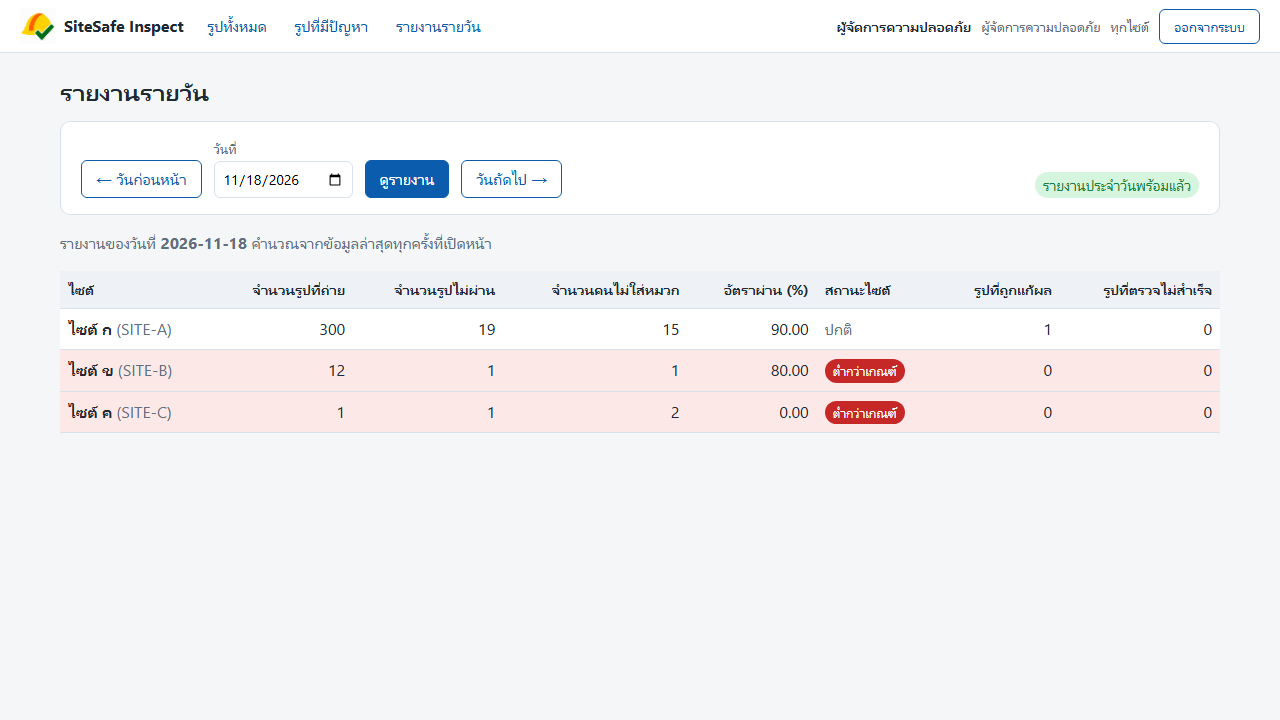 SiteSafe Inspect รูปทั้งหมด รูปที่มีปัญหา รายงานรายวัน ผู้จัดการความปลอดภัย ผู้จัดการความปลอดภัย ทุกไซต์ ออกจากระบบ
รายงานรายวัน
วันที่
← วันก่อนหน้า 11/18/2026 ดูรายงาน วันถัดไป → รายงานประจำวันพร้อมแล้ว
รายงานของวันที่ 2026-11-18 คำนวณจากข้อมูลล่าสุดทุกครั้งที่เปิดหน้า
ไซต์ จำนวนรูปที่ถ่าย จำนวนรูปไม่ผ่าน จำนวนคนไม่ใส่หมวก อัตราผ่าน (%) สถานะไซต์ รูปที่ถูกแก้ผล รูปที่ตรวจไม่สำเร็จ
ไซต์ ก (SITE-A) 300 19 15 90.00 ปกติ 1 0
ไซต์ ข (SITE-B) 12 1 1 80.00 ต่ำกว่าเกณฑ์ 0 0
ไซต์ ค (SITE-C) 1 1 2 0.00 ต่ำกว่าเกณฑ์ 0 0